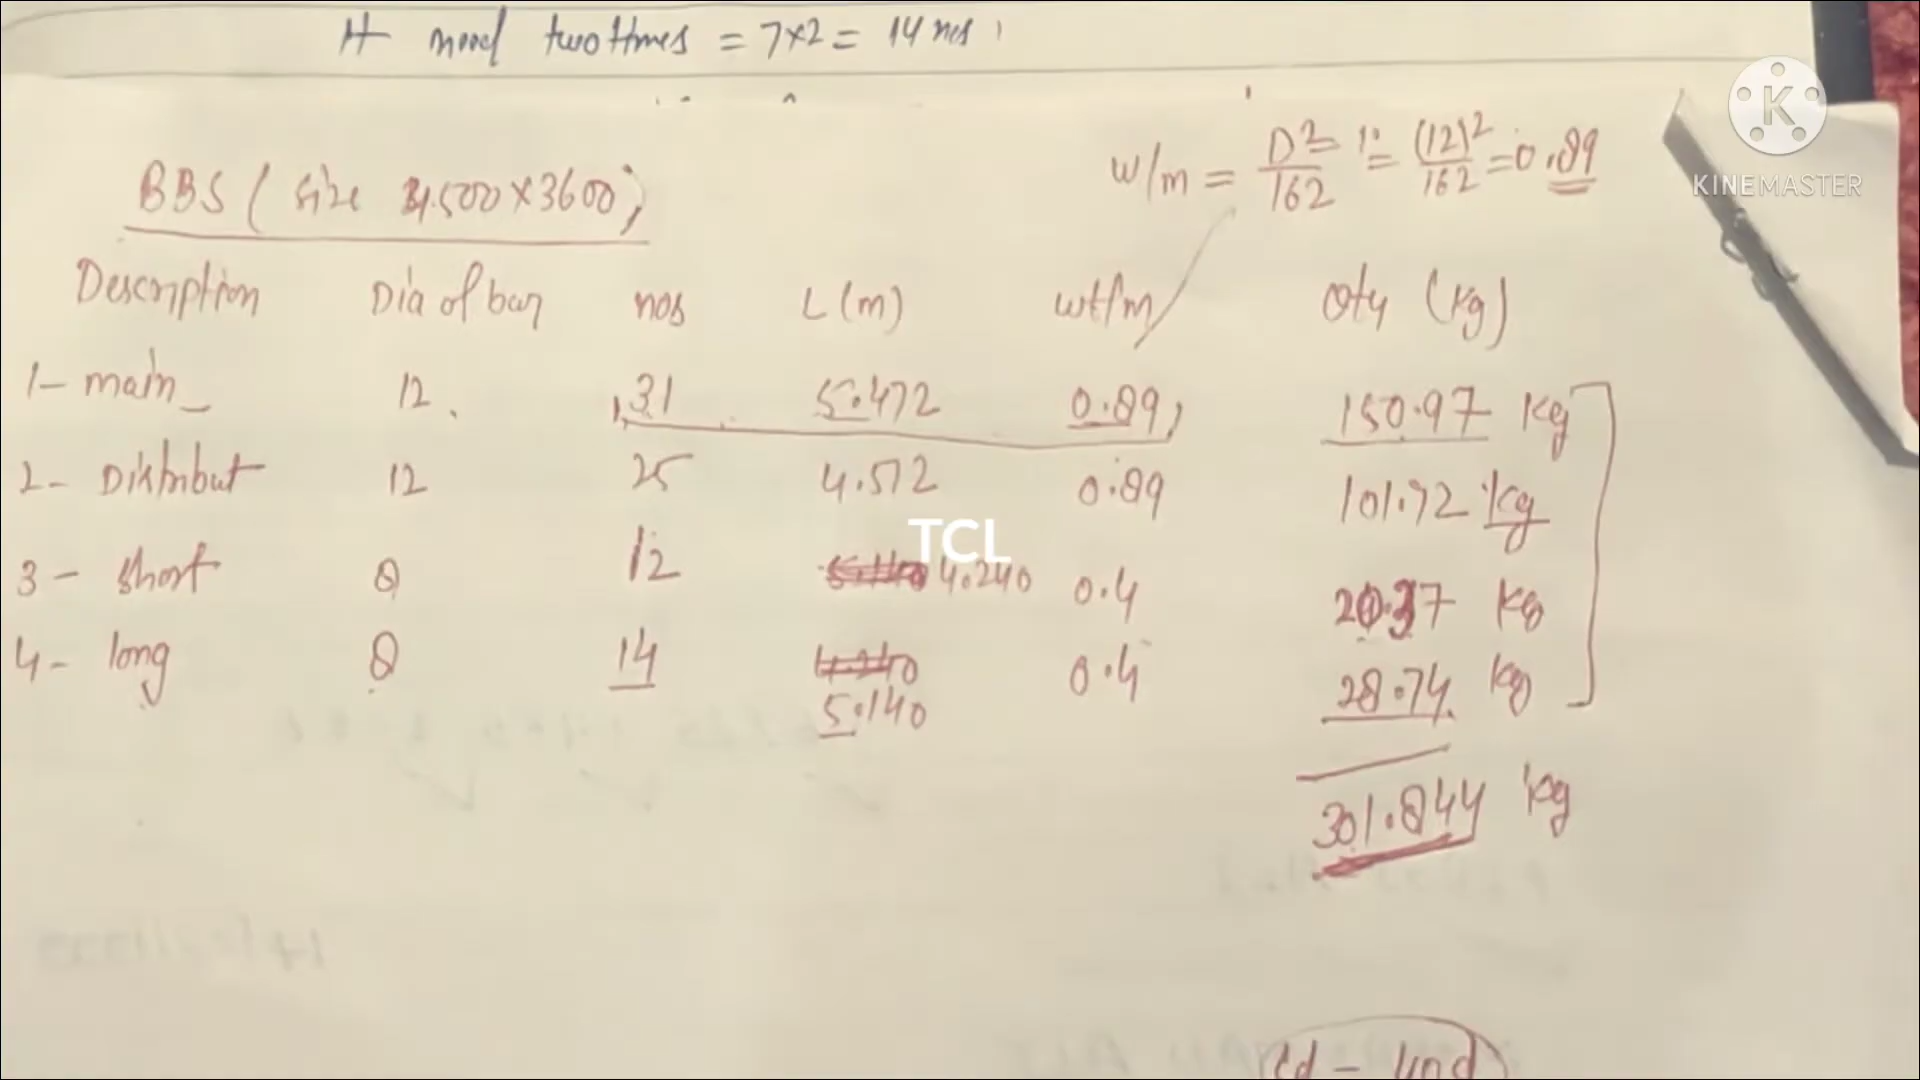 It need two times = 7×2 = 14 nos
w/m = D²/162 = (12)²/162 = 0.89
KINEMASTER
BBS ( size 4500×3600)
Description Dia of bar nos L(m) wt/m Qty (kg)
1- main 12 31 5.472 0.89 150.97 kg
2- Distribut 12 25 4.572 0.89 101.72 kg
TCL
3- short 8 12 4.240 0.4 20.37 kg
4- long 8 14 5.140 0.4 28.74 kg
301.844 kg